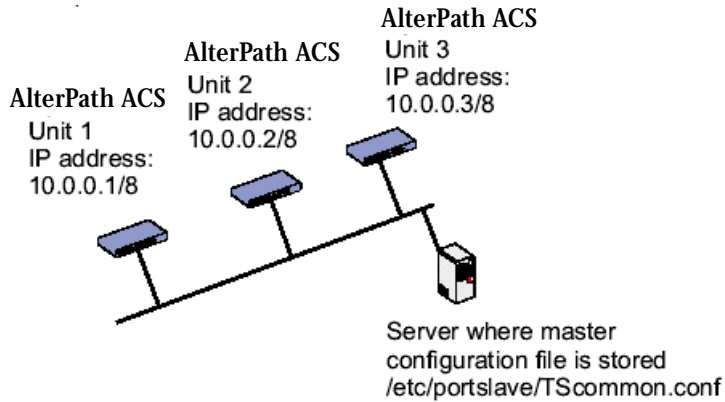 AlterPath ACS
Unit 1
IP address:
10.0.0.1/8
AlterPath ACS
Unit 2
IP address:
10.0.0.2/8
AlterPath ACS
Unit 3
IP address:
10.0.0.3/8
Server where master
configuration file is stored
/etc/portslave/TScommon.conf